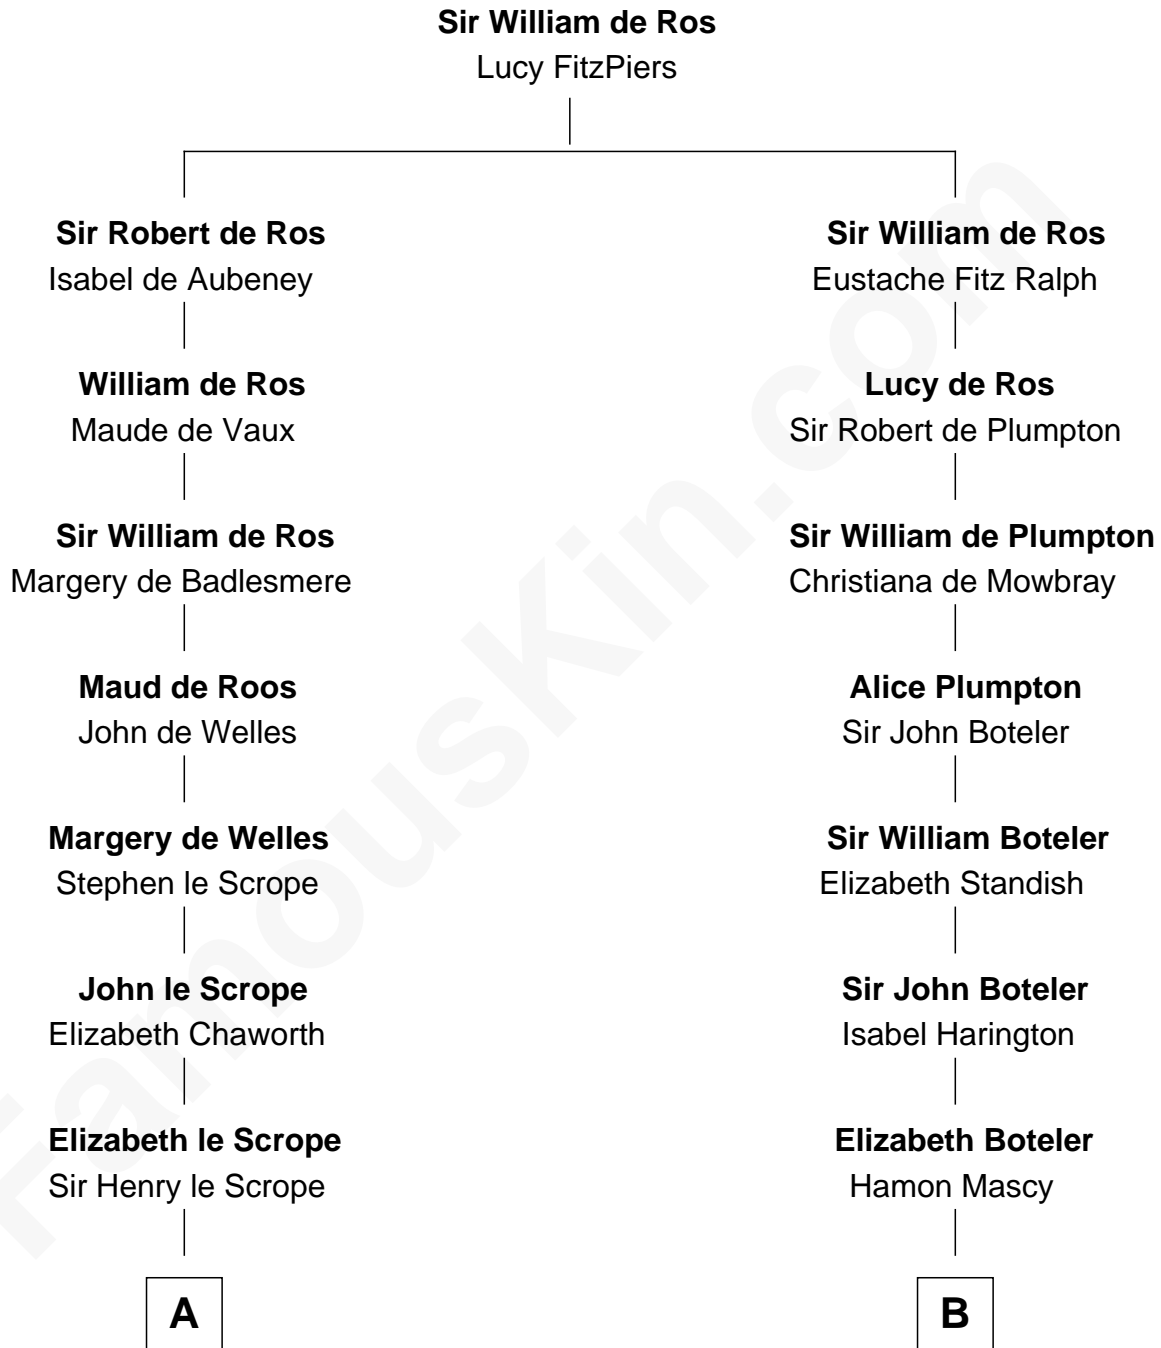 Sir William de Ros
Lucy FitzPiers
Sir Robert de Ros
Isabel de Aubeney
Sir William de Ros
Eustache Fitz Ralph
William de Ros
Maude de Vaux
Lucy de Ros
Sir Robert de Plumpton
Sir William de Ros
Margery de Badlesmere
Sir William de Plumpton
Christiana de Mowbray
Maud de Roos
John de Welles
Alice Plumpton
Sir John Boteler
Margery de Welles
Stephen le Scrope
Sir William Boteler
Elizabeth Standish
John le Scrope
Elizabeth Chaworth
Sir John Boteler
Isabel Harington
Elizabeth le Scrope
Sir Henry le Scrope
Elizabeth Boteler
Hamon Mascy
A
B
FamousKin.com